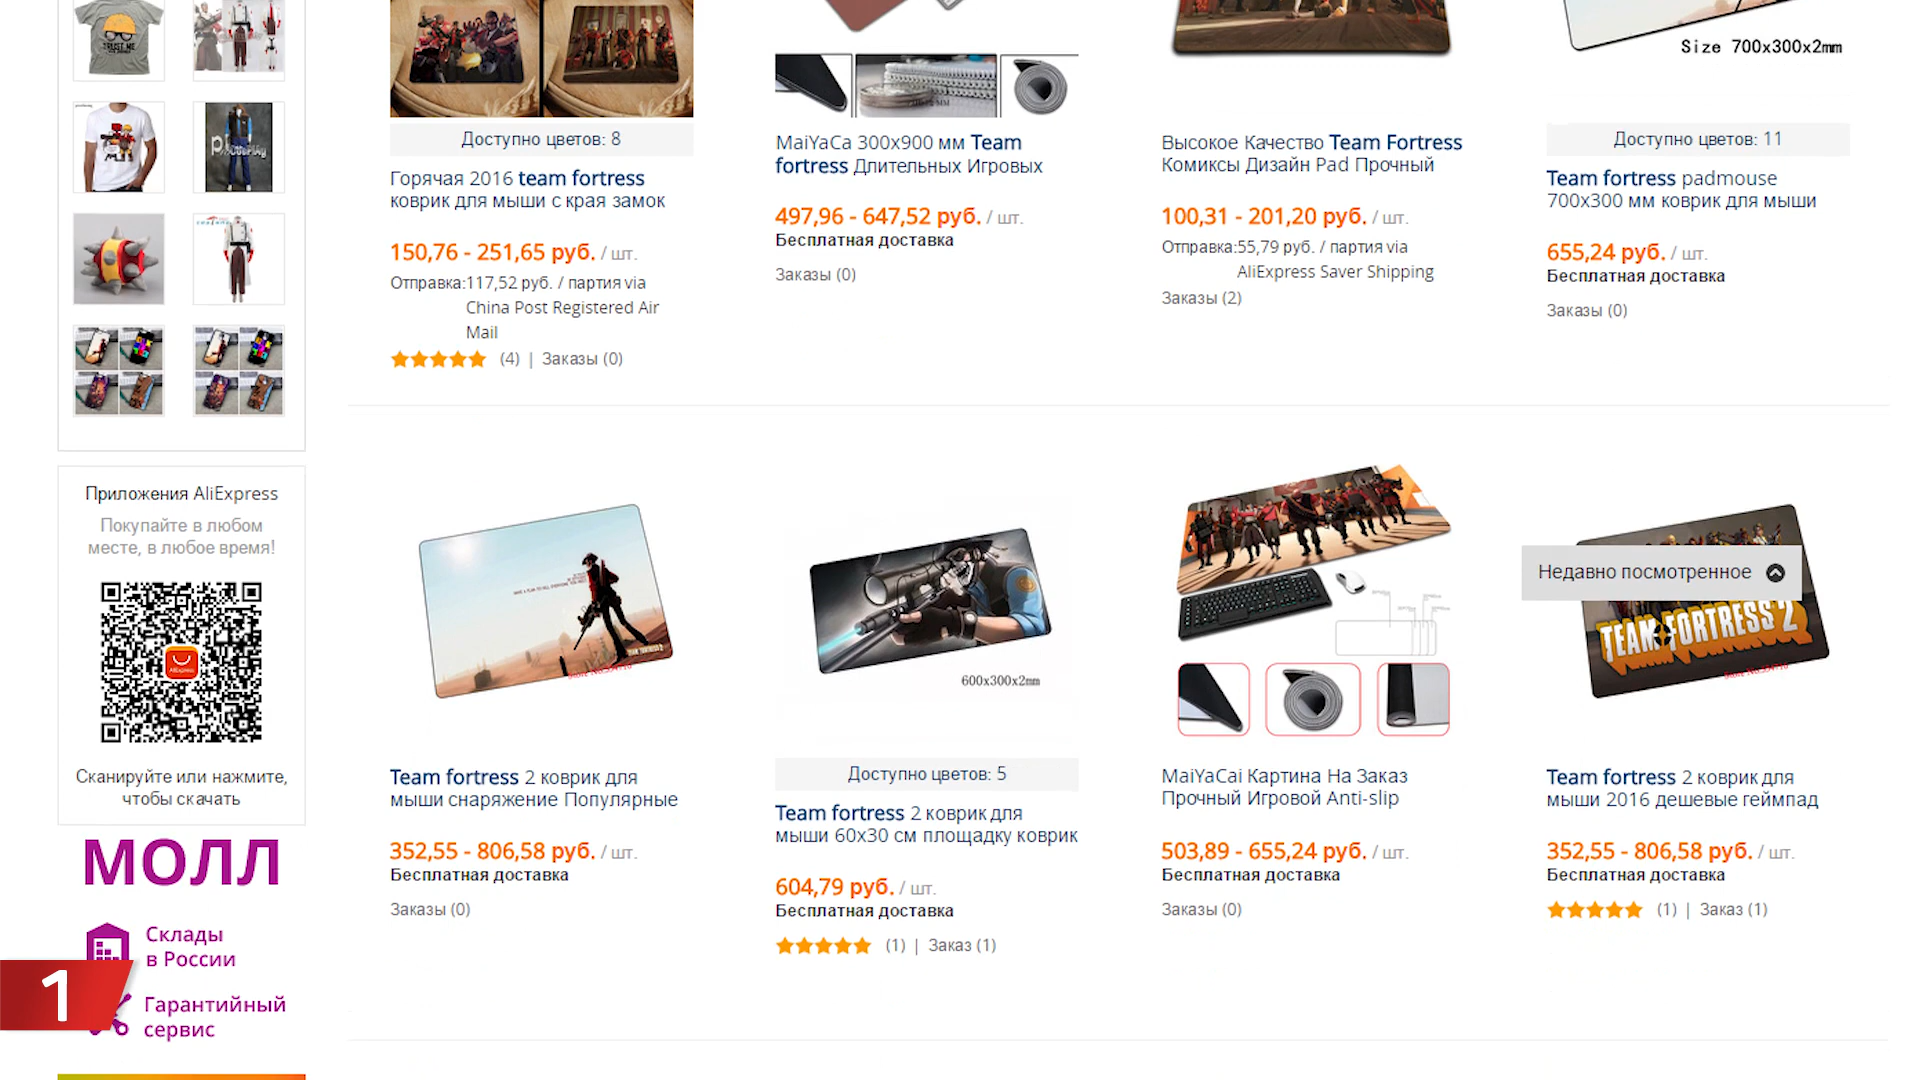 TRUST ME
Size 700x300x2mm
Доступно цветов: 8
Горячая 2016 team fortress
коврик для мыши с края замок
150,76 - 251,65 руб. / шт.
Отправка:117,52 руб. / партия via
China Post Registered Air
Mail
(4) | Заказы (0)
MaiYaCa 300x900 мм Team
fortress Длительных Игровых
497,96 - 647,52 руб. / шт.
Бесплатная доставка
Заказы (0)
Высокое Качество Team Fortress
Комиксы Дизайн Pad Прочный
100,31 - 201,20 руб. / шт.
Отправка:55,79 руб. / партия via
AliExpress Saver Shipping
Заказы (2)
Доступно цветов: 11
Team fortress padmouse
700x300 мм коврик для мыши
655,24 руб. / шт.
Бесплатная доставка
Заказы (0)
Приложения AliExpress
Покупайте в любом
месте, в любое время!
AliExpress
Сканируйте или нажмите,
чтобы скачать
МОЛЛ
Склады
в России
Гарантийный
сервис
1
TEAM FORTRESS 2
Team fortress 2 коврик для
мыши снаряжение Популярные
352,55 - 806,58 руб. / шт.
Бесплатная доставка
Заказы (0)
600x300x2mm
Доступно цветов: 5
Team fortress 2 коврик для
мыши 60x30 см площадку коврик
604,79 руб. / шт.
Бесплатная доставка
(1) | Заказ (1)
MaiYaCai Картина На Заказ
Прочный Игровой Anti-slip
503,89 - 655,24 руб. / шт.
Бесплатная доставка
Заказы (0)
Недавно посмотренное
TEAM FORTRESS 2
Team fortress 2 коврик для
мыши 2016 дешевые геймпад
352,55 - 806,58 руб. / шт.
Бесплатная доставка
(1) | Заказ (1)